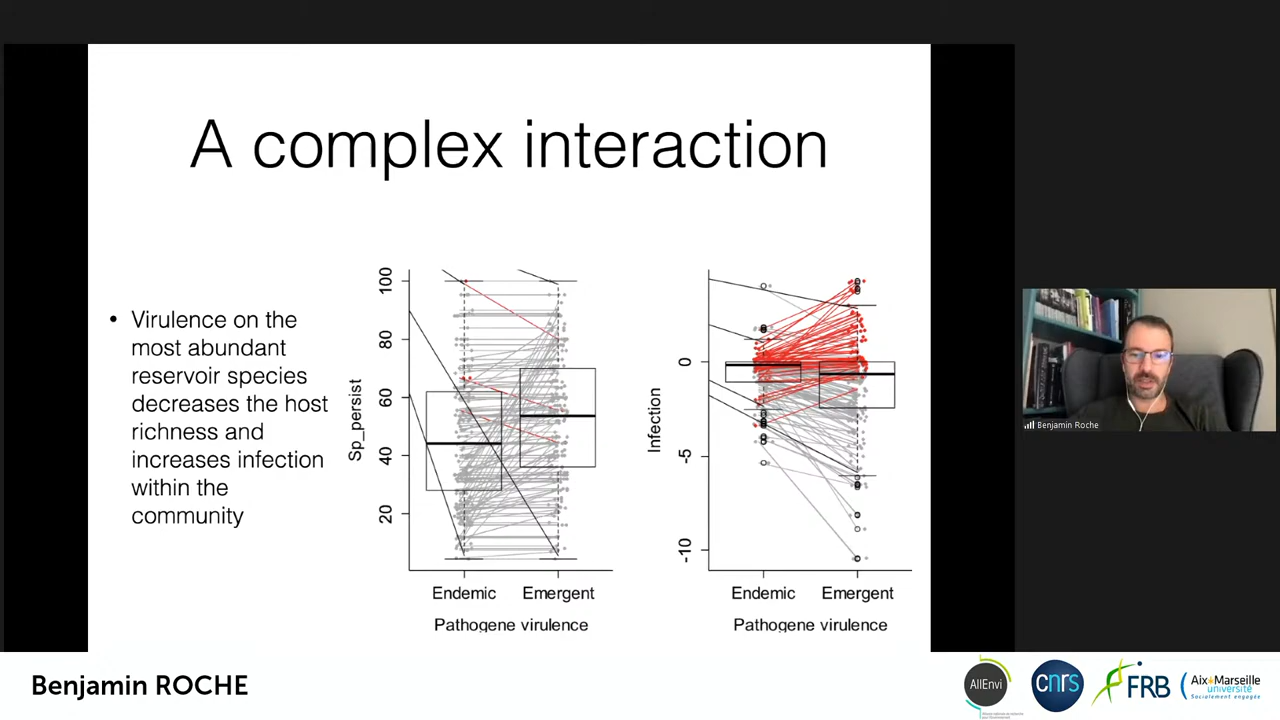 A complex interaction
• Virulence on the
most abundant
reservoir species
decreases the host
richness and
increases infection
within the
community
Sp_persist
100
80
60
40
20
Endemic
Emergent
Pathogene virulence
Infection
0
-5
-10
Endemic
Emergent
Pathogene virulence
Benjamin Roche
Benjamin ROCHE
AllEnvi
cnrs
FRB
Aix+Marseille
université
Socialement engagée